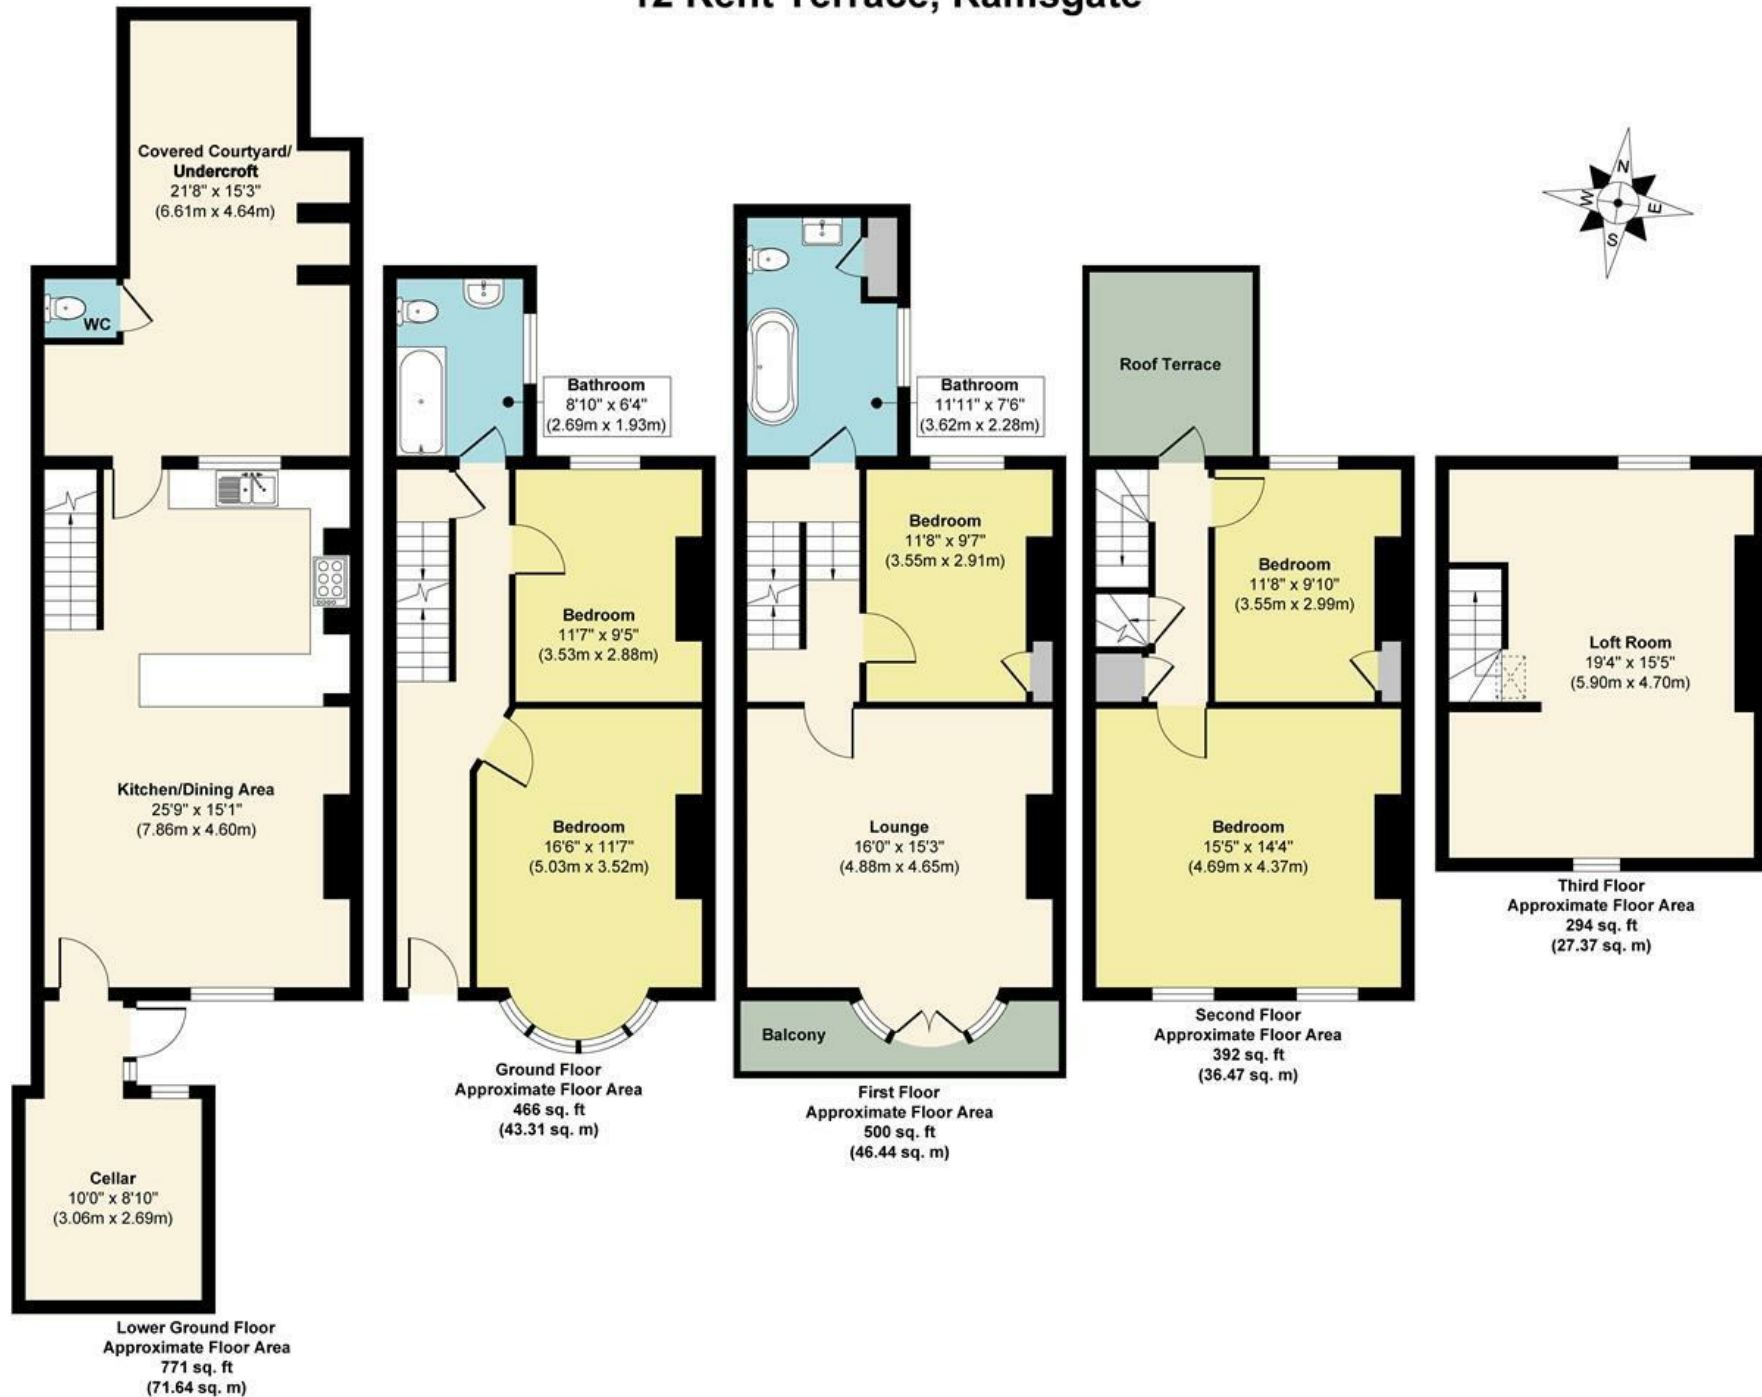 12 Kent Terrace, Ramsgate
Covered Courtyard/
Undercroft
21'8" x 15'3"
(6.61m x 4.64m)
WC
Kitchen/Dining Area
25'9" x 15'1"
(7.86m x 4.60m)
Cellar
10'0" x 8'10"
(3.06m x 2.69m)
Lower Ground Floor
Approximate Floor Area
771 sq. ft
(71.64 sq. m)
Bathroom
8'10" x 6'4"
(2.69m x 1.93m)
Bedroom
11'7" x 9'5"
(3.53m x 2.88m)
Bedroom
16'6" x 11'7"
(5.03m x 3.52m)
Ground Floor
Approximate Floor Area
466 sq. ft
(43.31 sq. m)
Bathroom
11'11" x 7'6"
(3.62m x 2.28m)
Bedroom
11'8" x 9'7"
(3.55m x 2.91m)
Lounge
16'0" x 15'3"
(4.88m x 4.65m)
Balcony
First Floor
Approximate Floor Area
500 sq. ft
(46.44 sq. m)
Roof Terrace
Bedroom
11'8" x 9'10"
(3.55m x 2.99m)
Bedroom
15'5" x 14'4"
(4.69m x 4.37m)
Second Floor
Approximate Floor Area
392 sq. ft
(36.47 sq. m)
N
W
E
S
Loft Room
19'4" x 15'5"
(5.90m x 4.70m)
Third Floor
Approximate Floor Area
294 sq. ft
(27.37 sq. m)